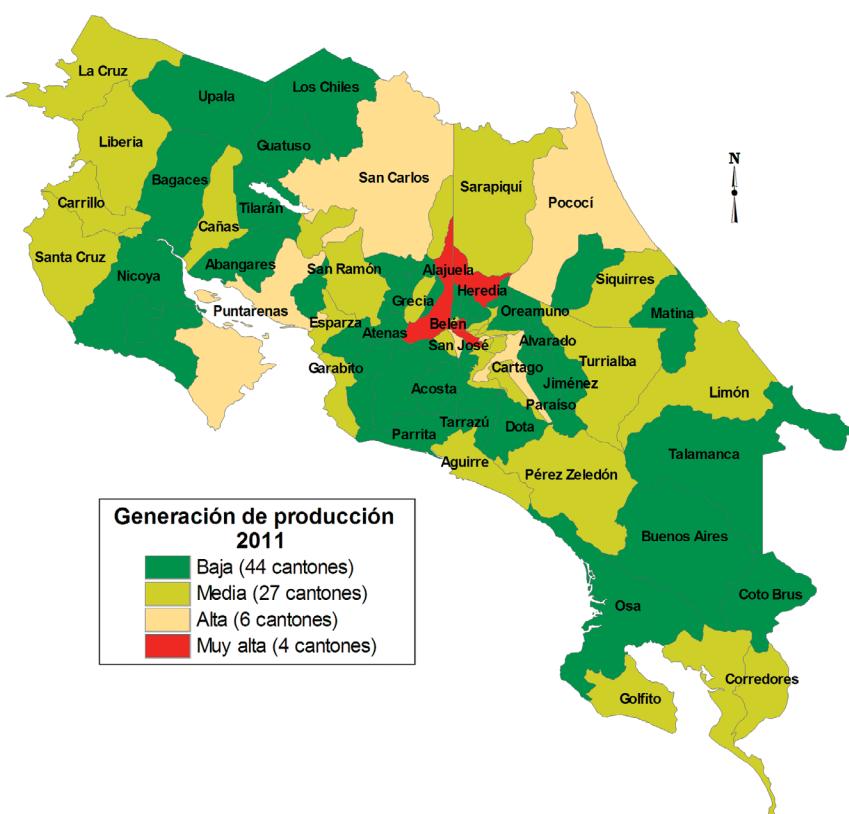 La Cruz
Los Chiles
Upala
Liberia
Guatuso
San Carlos
Sarapiquí
N
Bagaces
Carrillo
Tilarán
Pococí
Cañas
Santa Cruz
Abangares
San Ramón
Alajuela
Nicoya
Siquirres
Heredia
Grecia
Puntarenas
Oreamuno
Matina
Esparza
Belén
Atenas
San José
Alvarado
Turrialba
Garabito
Cartago
Jiménez
Acosta
Limón
Paraíso
Tarrazú
Dota
Parrita
Talamanca
Aguirre
Pérez Zeledón
Generación de producción
2011
Baja (44 cantones)
Media (27 cantones)
Alta (6 cantones)
Muy alta (4 cantones)
Buenos Aires
Coto Brus
Osa
Corredores
Golfito